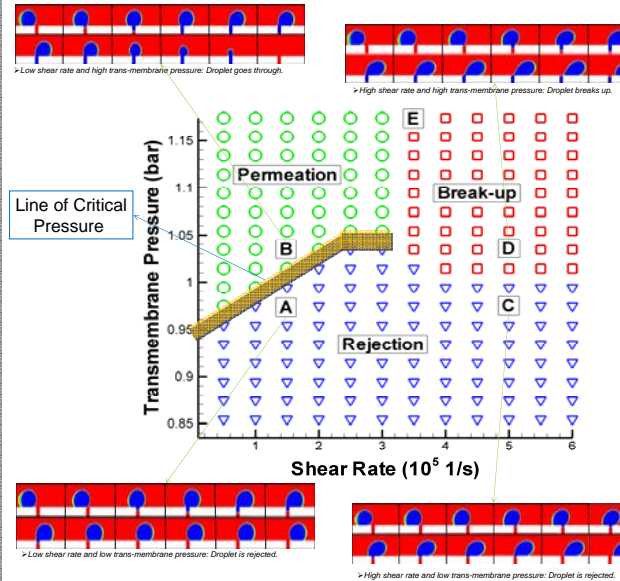 ➢Low shear rate and high trans-membrane pressure: Droplet goes through.
➢High shear rate and high trans-membrane pressure: Droplet breaks up.
Line of Critical
Pressure
Transmembrane Pressure (bar)
1.15
1.1
1.05
1
0.95
0.9
0.85
E
Permeation
Break-up
B
D
A
C
Rejection
1
2
3
4
5
6
Shear Rate (10⁵ 1/s)
➢Low shear rate and low trans-membrane pressure: Droplet is rejected.
➢High shear rate and low trans-membrane pressure: Droplet is rejected.